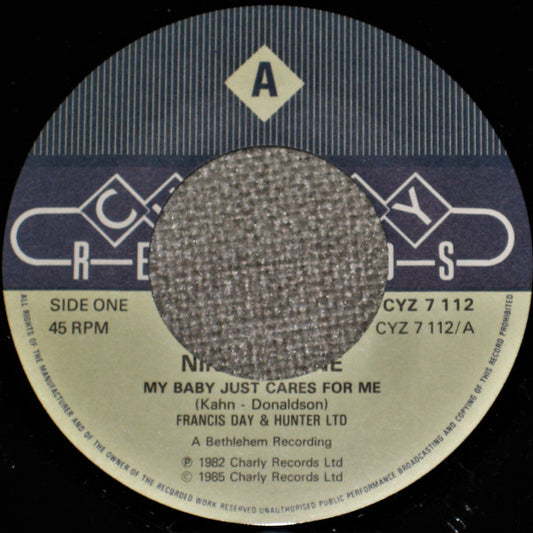 A
C Y
R S
SIDE ONE
45 RPM
CYZ 7 112
CYZ 7 112/A
MY BABY JUST CARES FOR ME
(Kahn - Donaldson)
FRANCIS DAY & HUNTER LTD
A Bethlehem Recording
℗ 1982 Charly Records Ltd
© 1985 Charly Records Ltd
ALL RIGHTS OF THE MANUFACTURER AND OF THE OWNER OF THE RECORDED WORK RESERVED UNAUTHORISED PUBLIC PERFORMANCE BROADCASTING AND COPYING OF THIS RECORD PROHIBITED